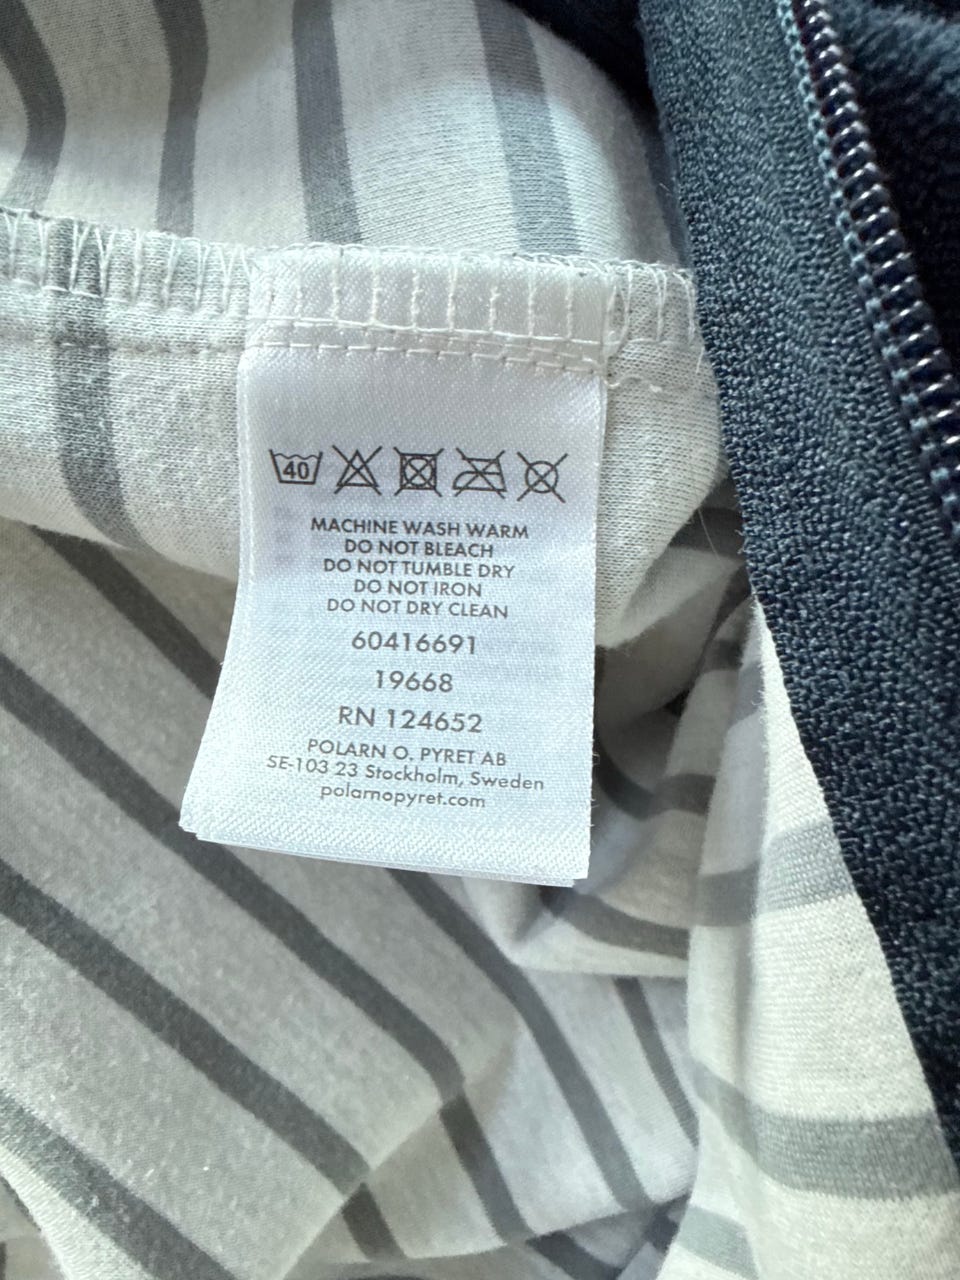 40
MACHINE WASH WARM
DO NOT BLEACH
DO NOT TUMBLE DRY
DO NOT IRON
DO NOT DRY CLEAN
60416691
19668
RN 124652
POLARN O. PYRET AB
SE-103 23 Stockholm, Sweden
polarnopyret.com